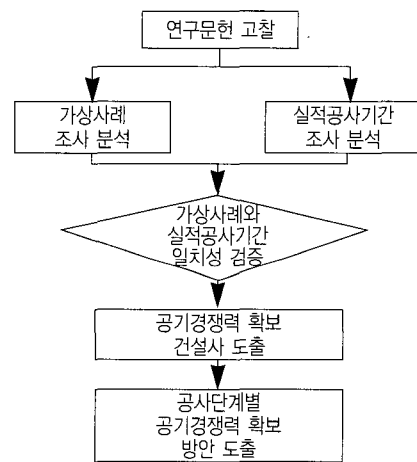 연구문헌 고찰
가상사례
조사 분석
실적공사기간
조사 분석
가상사례와
실적공사기간
일치성 검증
공기경쟁력 확보
건설사 도출
공사단계별
공기경쟁력 확보
방안 도출